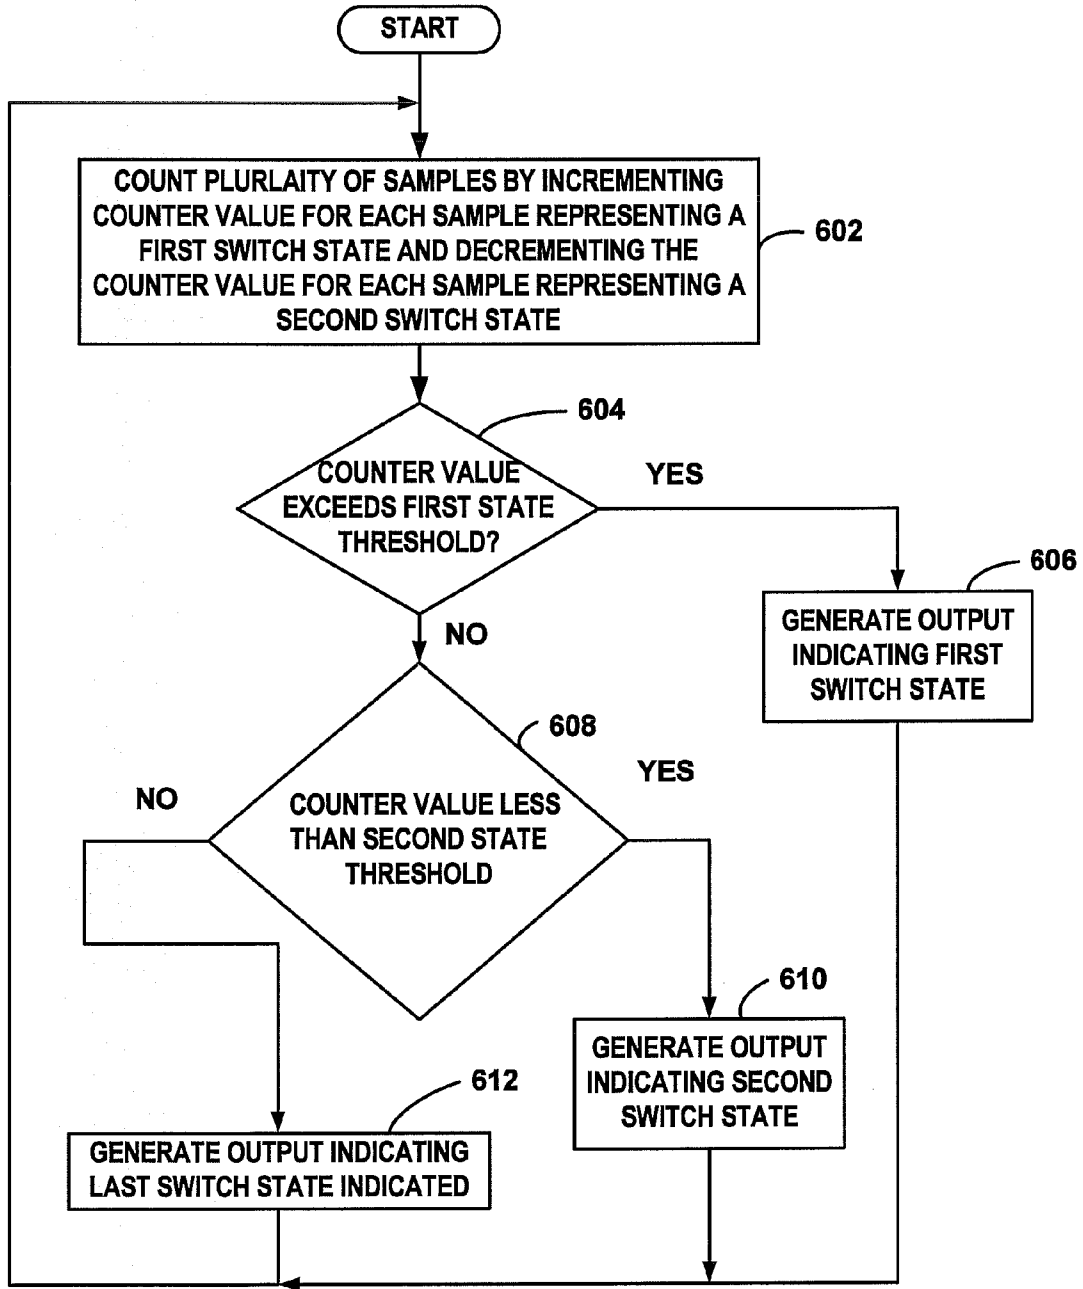 START
COUNT PLURLAITY OF SAMPLES BY INCREMENTING
COUNTER VALUE FOR EACH SAMPLE REPRESENTING A
FIRST SWITCH STATE AND DECREMENTING THE
COUNTER VALUE FOR EACH SAMPLE REPRESENTING A
SECOND SWITCH STATE
602
604
COUNTER VALUE
EXCEEDS FIRST STATE
THRESHOLD?
YES
NO
606
GENERATE OUTPUT
INDICATING FIRST
SWITCH STATE
608
COUNTER VALUE LESS
THAN SECOND STATE
THRESHOLD
NO
YES
610
GENERATE OUTPUT
INDICATING SECOND
SWITCH STATE
612
GENERATE OUTPUT INDICATING
LAST SWITCH STATE INDICATED